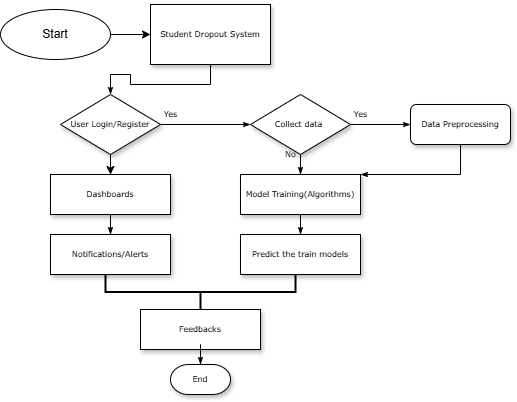 Start
Student Dropout System
User Login/Register
Yes
Collect data
Yes
Data Preprocessing
No
Dashboards
Model Training(Algorithms)
Notifications/Alerts
Predict the train models
Feedbacks
End